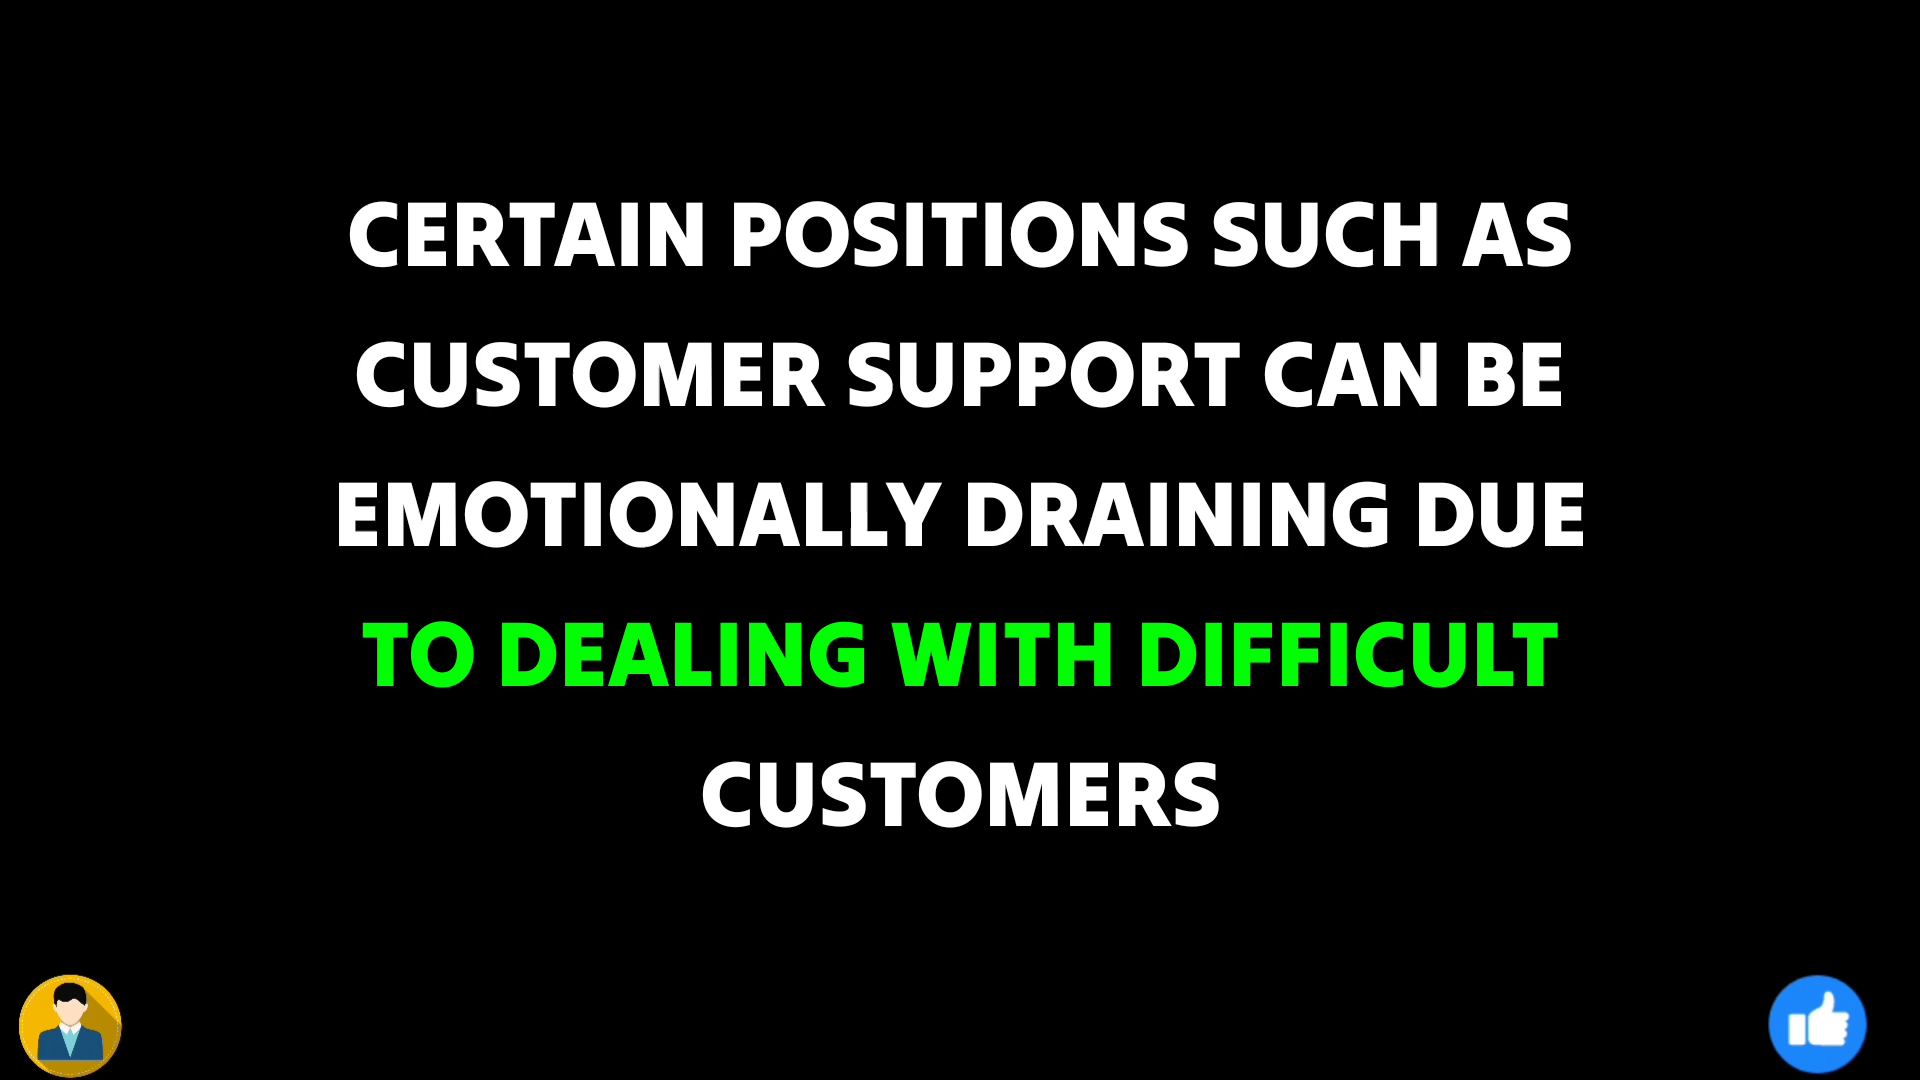 CERTAIN POSITIONS SUCH AS
CUSTOMER SUPPORT CAN BE
EMOTIONALLY DRAINING DUE
TO DEALING WITH DIFFICULT
CUSTOMERS